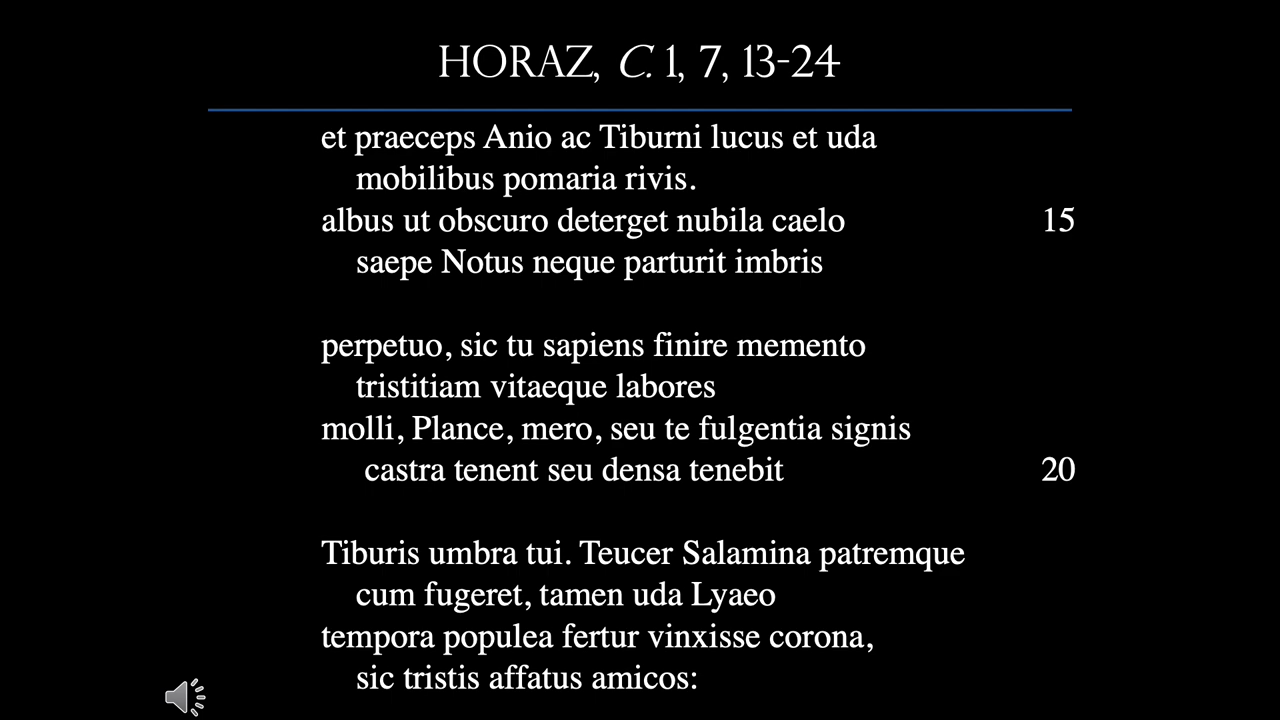 HORAZ, C. 1, 7, 13-24
et praeceps Anio ac Tiburni lucus et uda
mobilibus pomaria rivis.
albus ut obscuro deterget nubila caelo 15
saepe Notus neque parturit imbris
perpetuo, sic tu sapiens finire memento
tristitiam vitaeque labores
molli, Plance, mero, seu te fulgentia signis
castra tenent seu densa tenebit 20
Tiburis umbra tui. Teucer Salamina patremque
cum fugeret, tamen uda Lyaeo
tempora populea fertur vinxisse corona,
sic tristis affatus amicos: